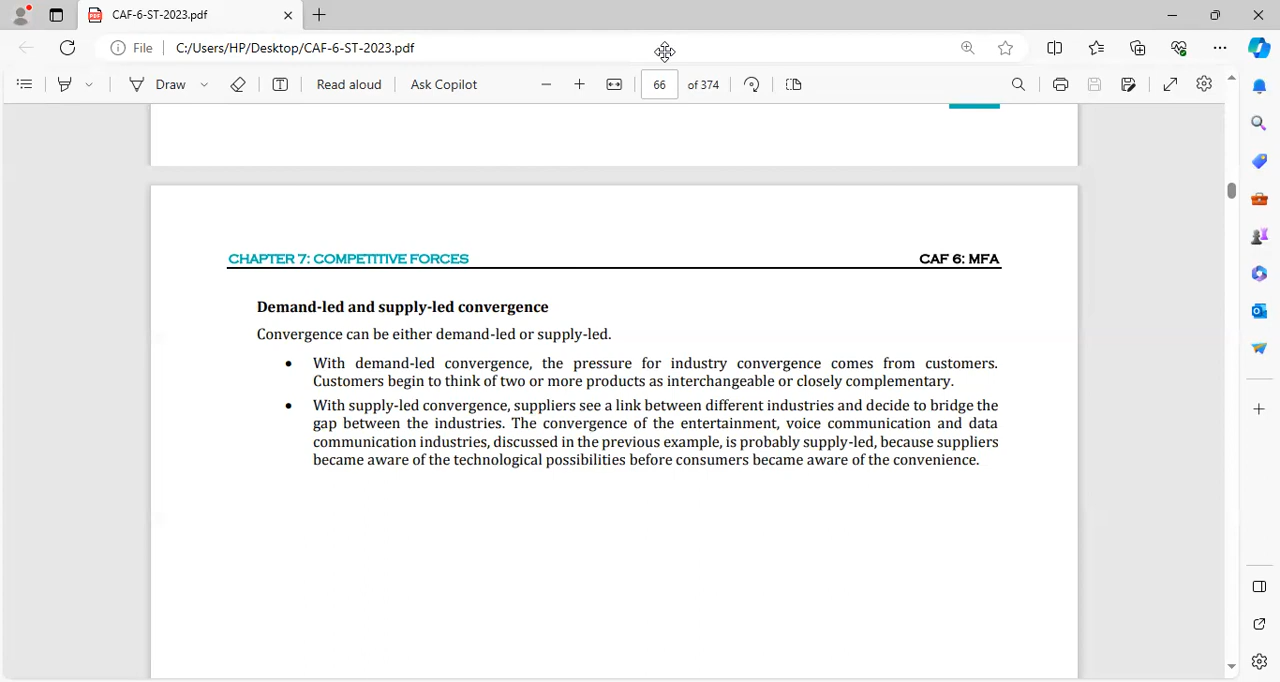 CAF-6-ST-2023.pdf
File C:/Users/HP/Desktop/CAF-6-ST-2023.pdf
Draw Read aloud Ask Copilot 66 of 374
CHAPTER 7: COMPETITIVE FORCES CAF 6: MFA
Demand-led and supply-led convergence
Convergence can be either demand-led or supply-led.
• With demand-led convergence, the pressure for industry convergence comes from customers.
Customers begin to think of two or more products as interchangeable or closely complementary.
• With supply-led convergence, suppliers see a link between different industries and decide to bridge the
gap between the industries. The convergence of the entertainment, voice communication and data
communication industries, discussed in the previous example, is probably supply-led, because suppliers
became aware of the technological possibilities before consumers became aware of the convenience.